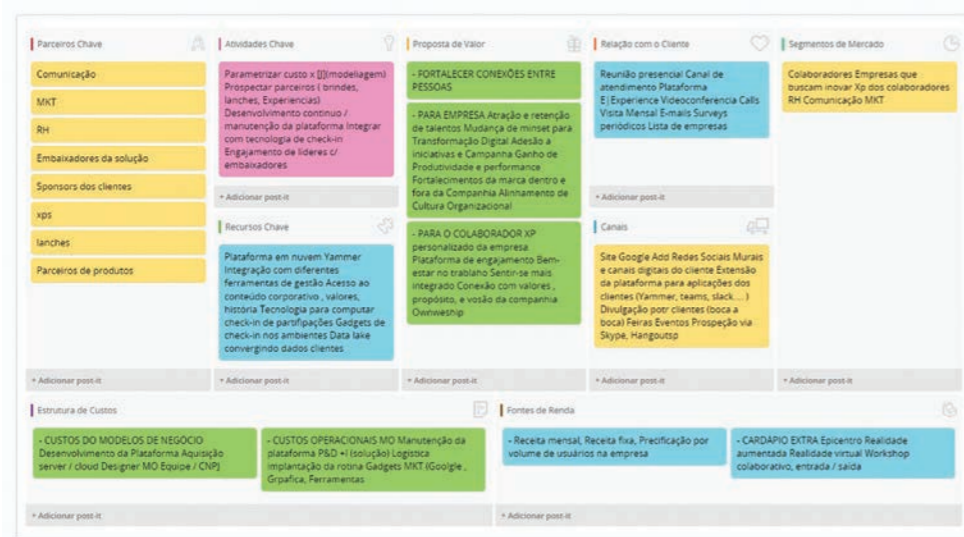 Parceiros Chave
Comunicação
MKT
RH
Embaixadores da solução
Sponsors dos clientes
xps
lanches
Parceiros de produtos
+ Adicionar post-it
Atividades Chave
Parametrizar custo x [J](modeliagem)
Prospectar parceiros ( brindes,
lanches, Experiencias)
Desenvolvimento continuo /
manutenção da plataforma Integrar
com tecnologia de check-in
Engajamento de lideres c/
embaixadores
+ Adicionar post-it
Recursos Chave
Plataforma em nuvem Yammer
Integração com diferentes
ferramentas de gestão Acesso ao
conteúdo corporativo , valores,
história Tecnologia para computar
check-in de partifipações Gadgets de
check-in nos ambientes Data lake
convergindo dados clientes
+ Adicionar post-it
Proposta de Valor
- FORTALECER CONEXÕES ENTRE
PESSOAS
- PARA EMPRESA Atração e retenção
de talentos Mudança de minset para
Transformação Digital Adesão a
iniciativas e Campanha Ganho de
Produtividade e performance
Fortalecimentos da marca dentro e
fora da Companhia Alinnamento de
Cultura Organizacional
- PARA O COLABORADOR XP
personalizado da empresa
Plataforma de engajamento Bem-
estar no trablano Sentir-se mais
integrado Conexão com valores ,
propósito, e vosão da companhia
Ownweship
+ Adicionar post-it
Relação com o Cliente
Reunião presencial Canal de
atendimento Plataforma
E|Experience Videoconferencia Calls
Visita Mensal E-mails Surveys
periódicos Lista de empresas
+ Adicionar post-it
Canais
Site Google Add Redes Sociais Murais
e canais digitais do cliente Extensão
da plataforma para aplicações dos
clientes (Yammer, teams, slack.... )
Divulgação potr clientes (boca a
boca) Feiras Eventos Prospeção via
Skype, Hangoutsp
+ Adicionar post-it
Segmentos de Mercado
Colaboradores Empresas que
buscam inovar Xp dos colaboradores
RH Comunicação MKT
+ Adicionar post-it
Estrutura de Custos
- CUSTOS DO MODELOS DE NEGÓCIO
Desenvolvimento da Plataforma Aquisição
server / cloud Designer MO Equipe / CNPJ
- CUSTOS OPERACIONAIS MO Manutenção da
plataforma P&D +i (solução) Logística
implantação da rotina Gadgets MKT (Goo!gle ,
Grpafica, Ferramentas
+ Adicionar post-it
Fontes de Renda
- Receita mensal, Receita fixa, Precificação por
volume de usuários na empresa
- CARDÁPIO EXTRA Epicentro Realidade
aumentada Realidade virtual Workshop
colaborativo, entrada / saída
+ Adicionar post-it